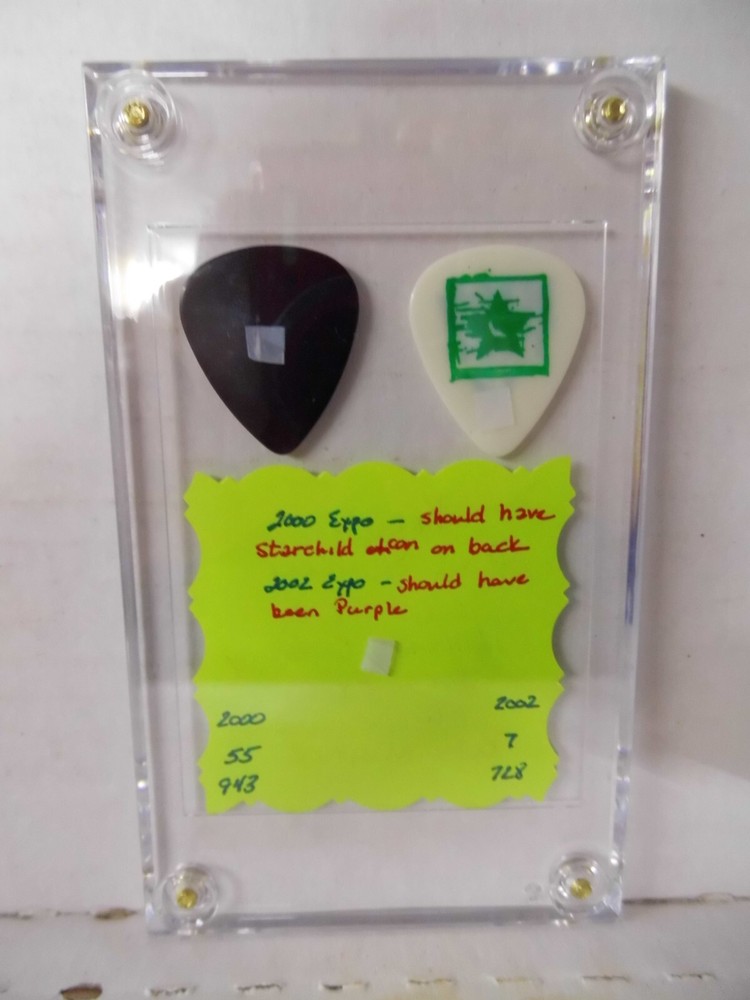 2000 Expo - should have
Starchild on back
2002 Expo - should have
been Purple
2000
2002
55
7
943
728